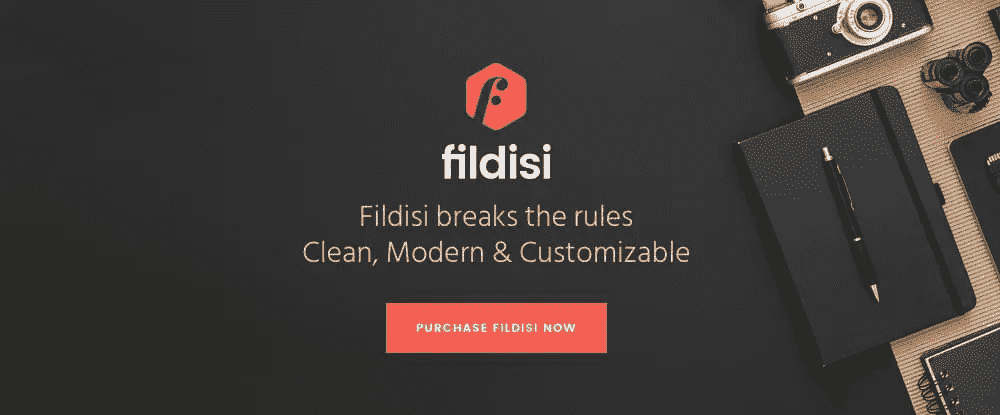 fildisi
Fildisi breaks the rules
Clean, Modern & Customizable
PURCHASE FILDISI NOW